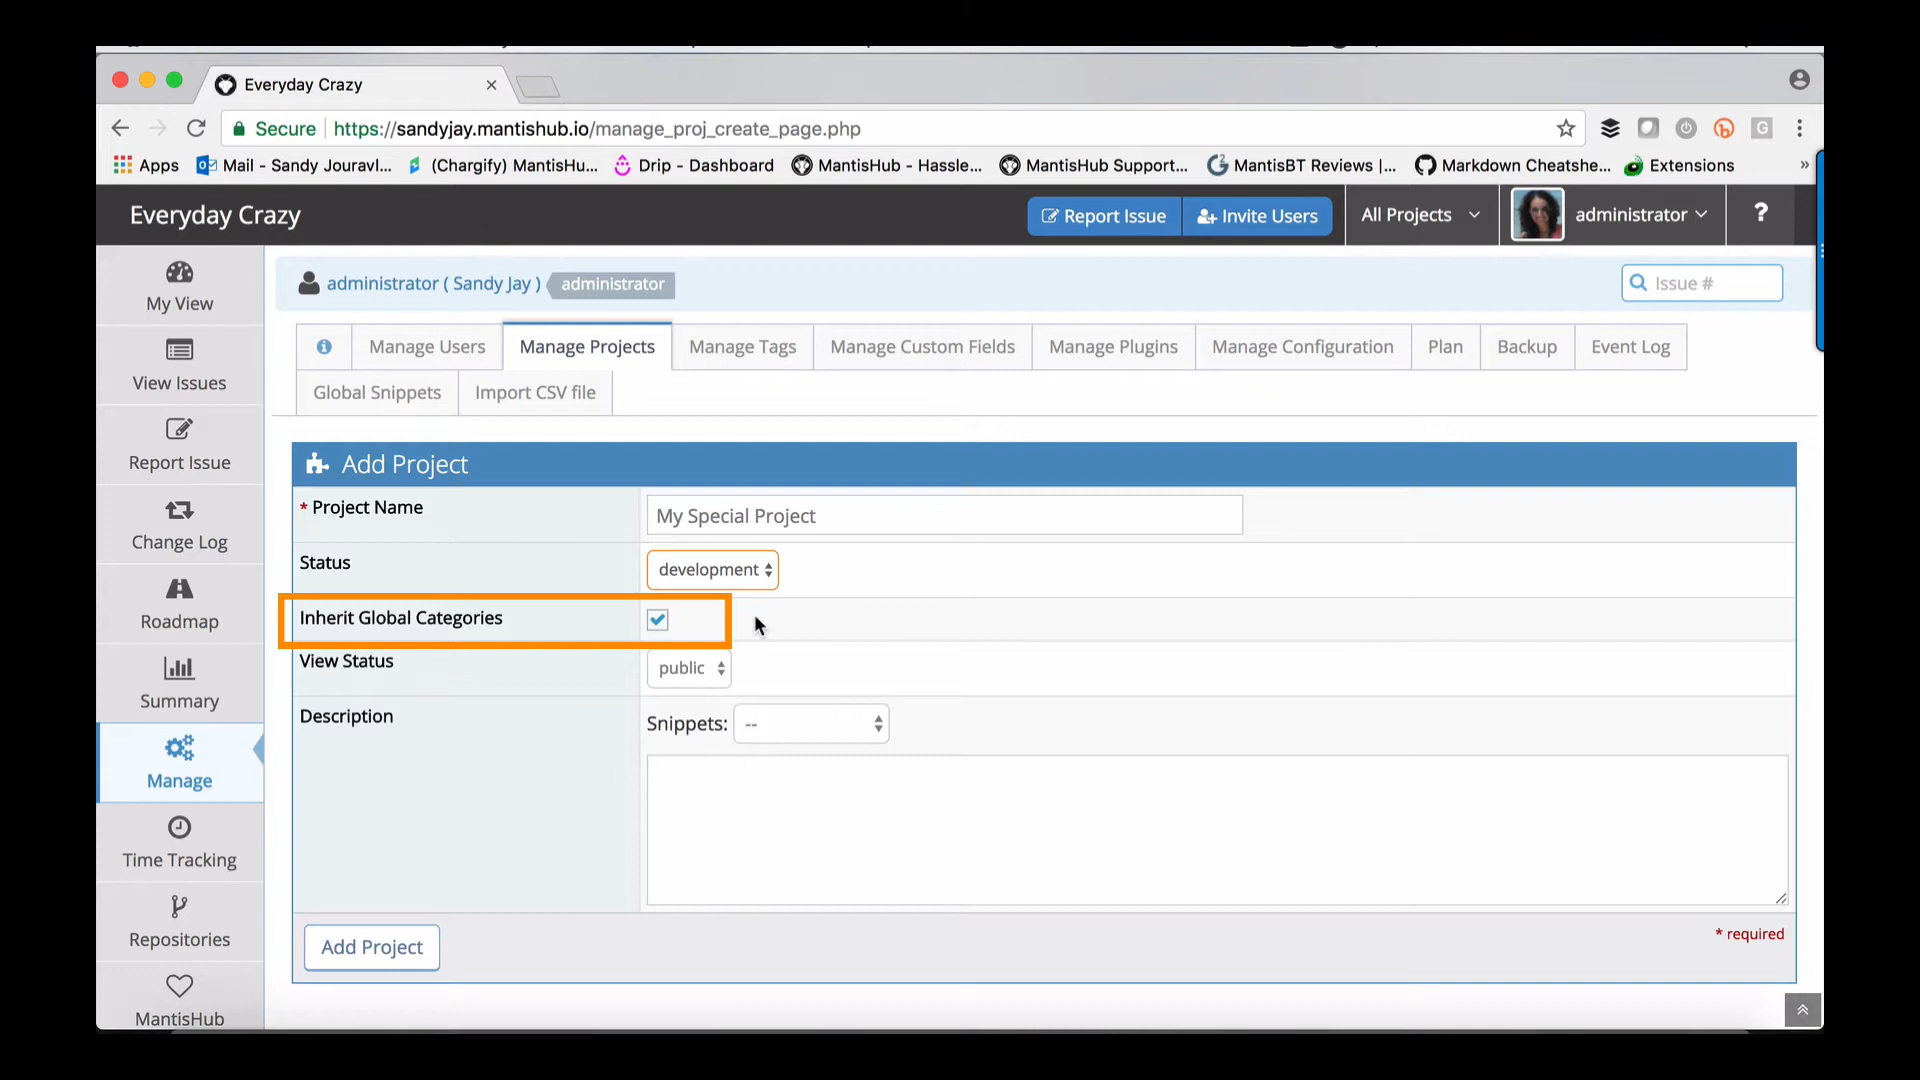 Everyday Crazy
Secure https://sandyjay.mantishub.io/manage_proj_create_page.php
Apps Mail - Sandy Jouravl... (Chargify) MantisHu... Drip - Dashboard MantisHub - Hassle... MantisHub Support... MantisBT Reviews |... Markdown Cheatshe... Extensions »
Everyday Crazy Report Issue Invite Users All Projects administrator ?
administrator ( Sandy Jay ) administrator Issue #
Manage Users Manage Projects Manage Tags Manage Custom Fields Manage Plugins Manage Configuration Plan Backup Event Log
Global Snippets Import CSV file
My View
View Issues
Report Issue
Change Log
Roadmap
Summary
Manage
Time Tracking
Repositories
MantisHub
Add Project
* Project Name My Special Project
Status development
Inherit Global Categories
View Status public
Description Snippets: --
Add Project
* required